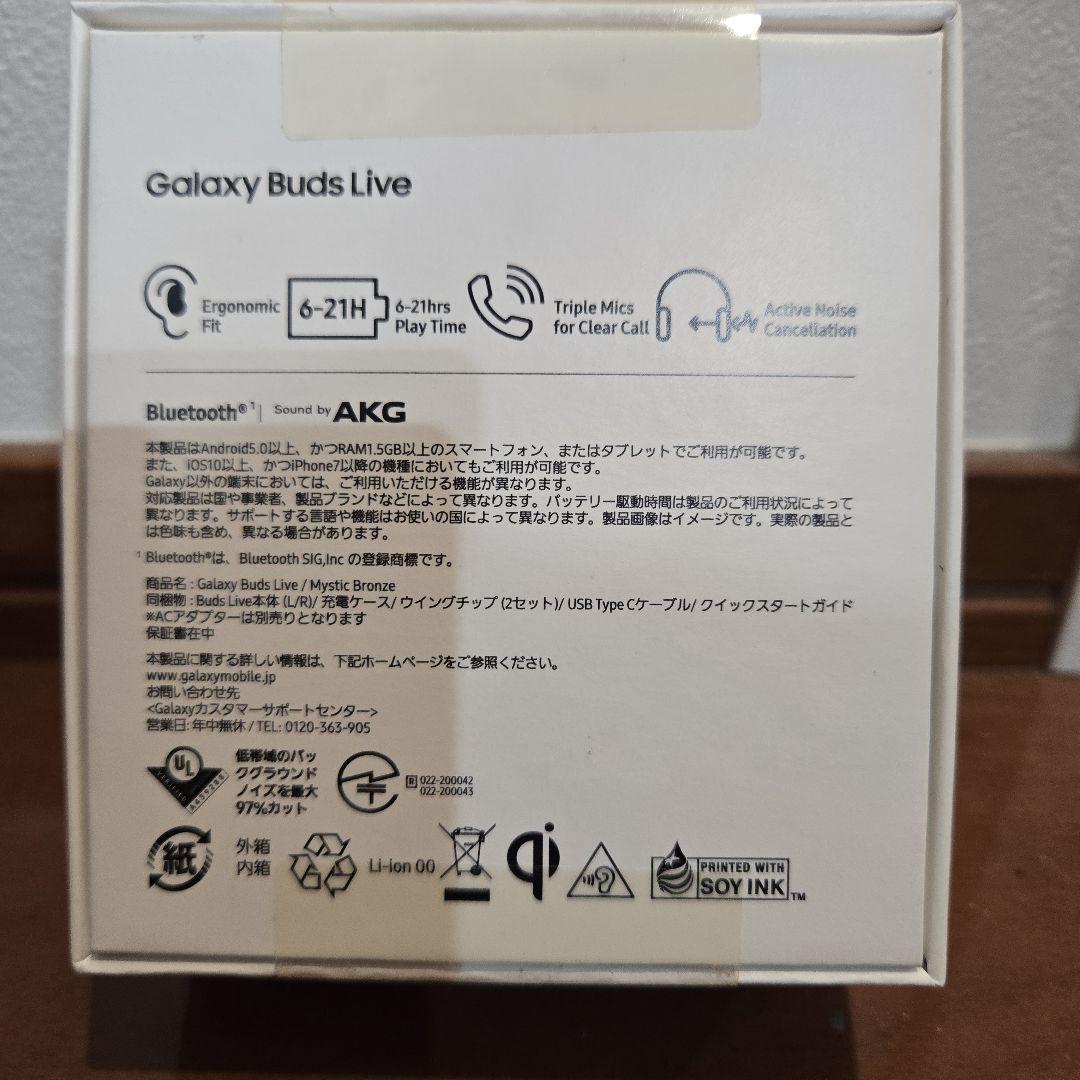 Galaxy Buds Live
Ergonomic
Fit
6-21H
6-21hrs
Play Time
Triple Mics
for Clear Call
Active Noise
Cancellation
Bluetooth®¹ | Sound by AKG
本製品はAndroid5.0以上、かつRAM1.5GB以上のスマートフォン、またはタブレットでご利用が可能です。
また、iOS10以上、かつiPhone7以降の機種においてもご利用が可能です。
Galaxy以外の端末においては、ご利用いただける機能が異なります。
対応製品は国や事業者、製品ブランドなどによって異なります。バッテリー駆動時間は製品のご利用状況によって
異なります。サポートする言語や機能はお使いの国によって異なります。製品画像はイメージです。実際の製品と
は色味も含め、異なる場合があります。
¹ Bluetooth®は、Bluetooth SIG,Inc の登録商標です。
商品名 : Galaxy Buds Live / Mystic Bronze
同梱物 : Buds Live本体 (L/R)/ 充電ケース/ ウイングチップ (2セット)/ USB Type Cケーブル/ クイックスタートガイド
※ACアダプターは別売りとなります
保証書在中
本製品に関する詳しい情報は、下記ホームページをご参照ください。
www.galaxymobile.jp
お問い合わせ先
<Galaxyカスタマーサポートセンター>
営業日: 年中無休 / TEL: 0120-363-905
UL
VERIFIED
低帯域のバッ
クグラウンド
ノイズを最大
97%カット
R 022-200042
022-200043
紙
外箱
内箱
Li-ion 00
qi
PRINTED WITH
SOY INK™